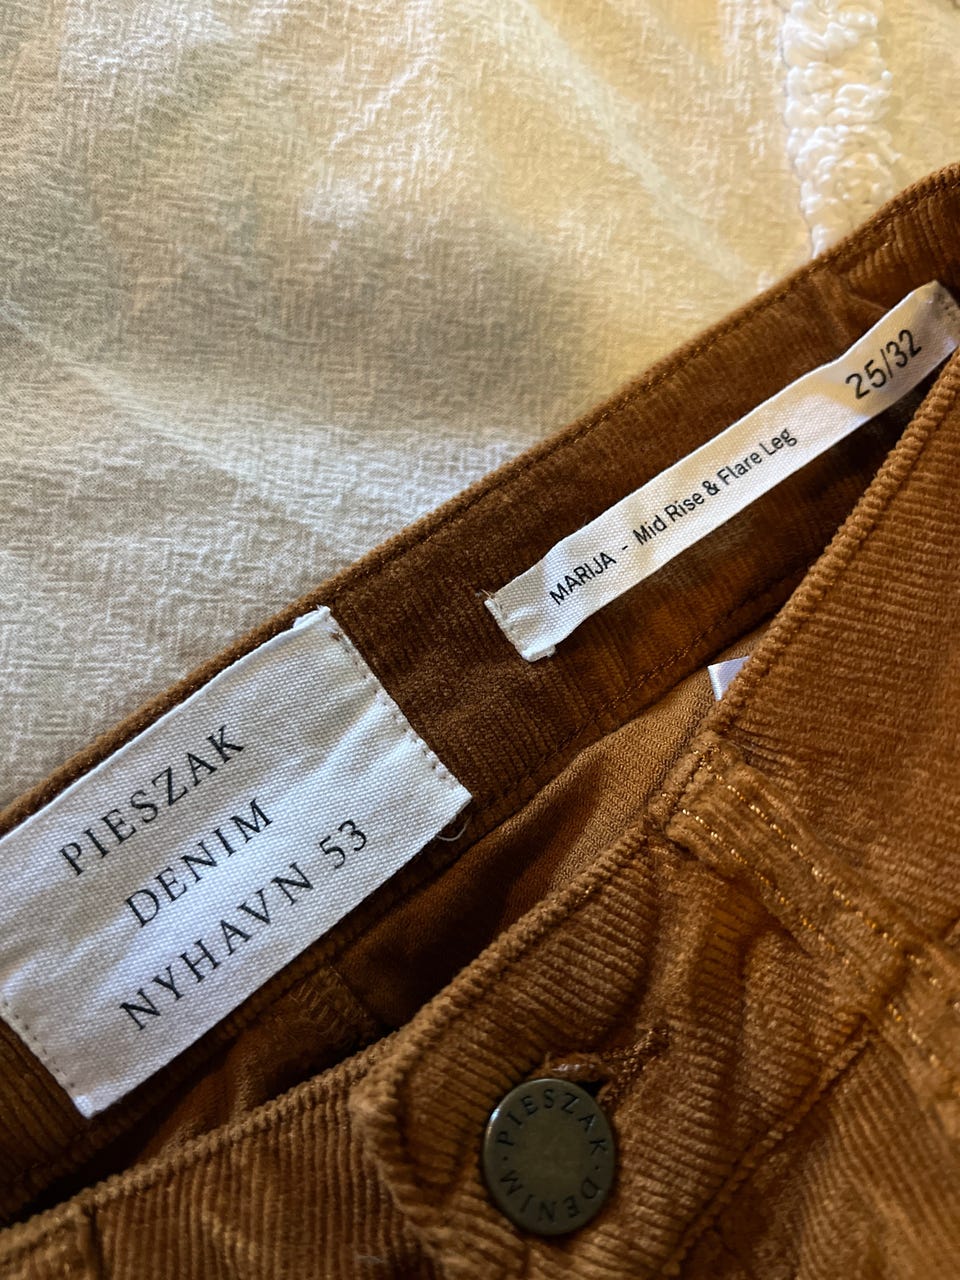 PIESZAK
DENIM
NYHAVN 53
MARIJA - Mid Rise & Flare Leg 25/32
PIESZAK · DENIM ·